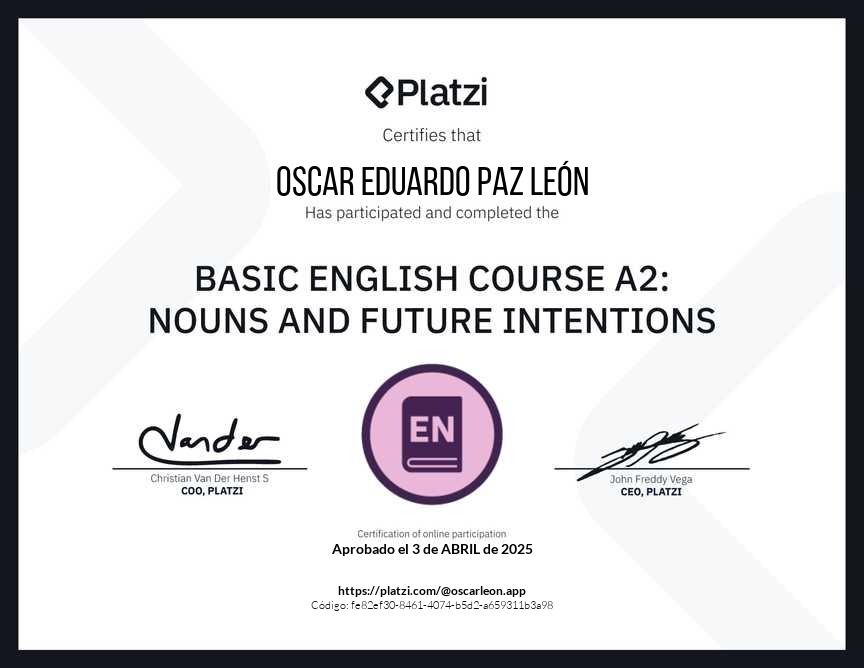 Platzi
Certifies that
OSCAR EDUARDO PAZ LEÓN
Has participated and completed the
BASIC ENGLISH COURSE A2:
NOUNS AND FUTURE INTENTIONS
EN
Vander
Christian Van Der Henst S
COO, PLATZI
John Freddy Vega
CEO, PLATZI
Certification of online participation
Aprobado el 3 de ABRIL de 2025
https://platzi.com/@oscarleon.app
Código: fe82ef30-8461-4074-b5d2-a659311b3a98